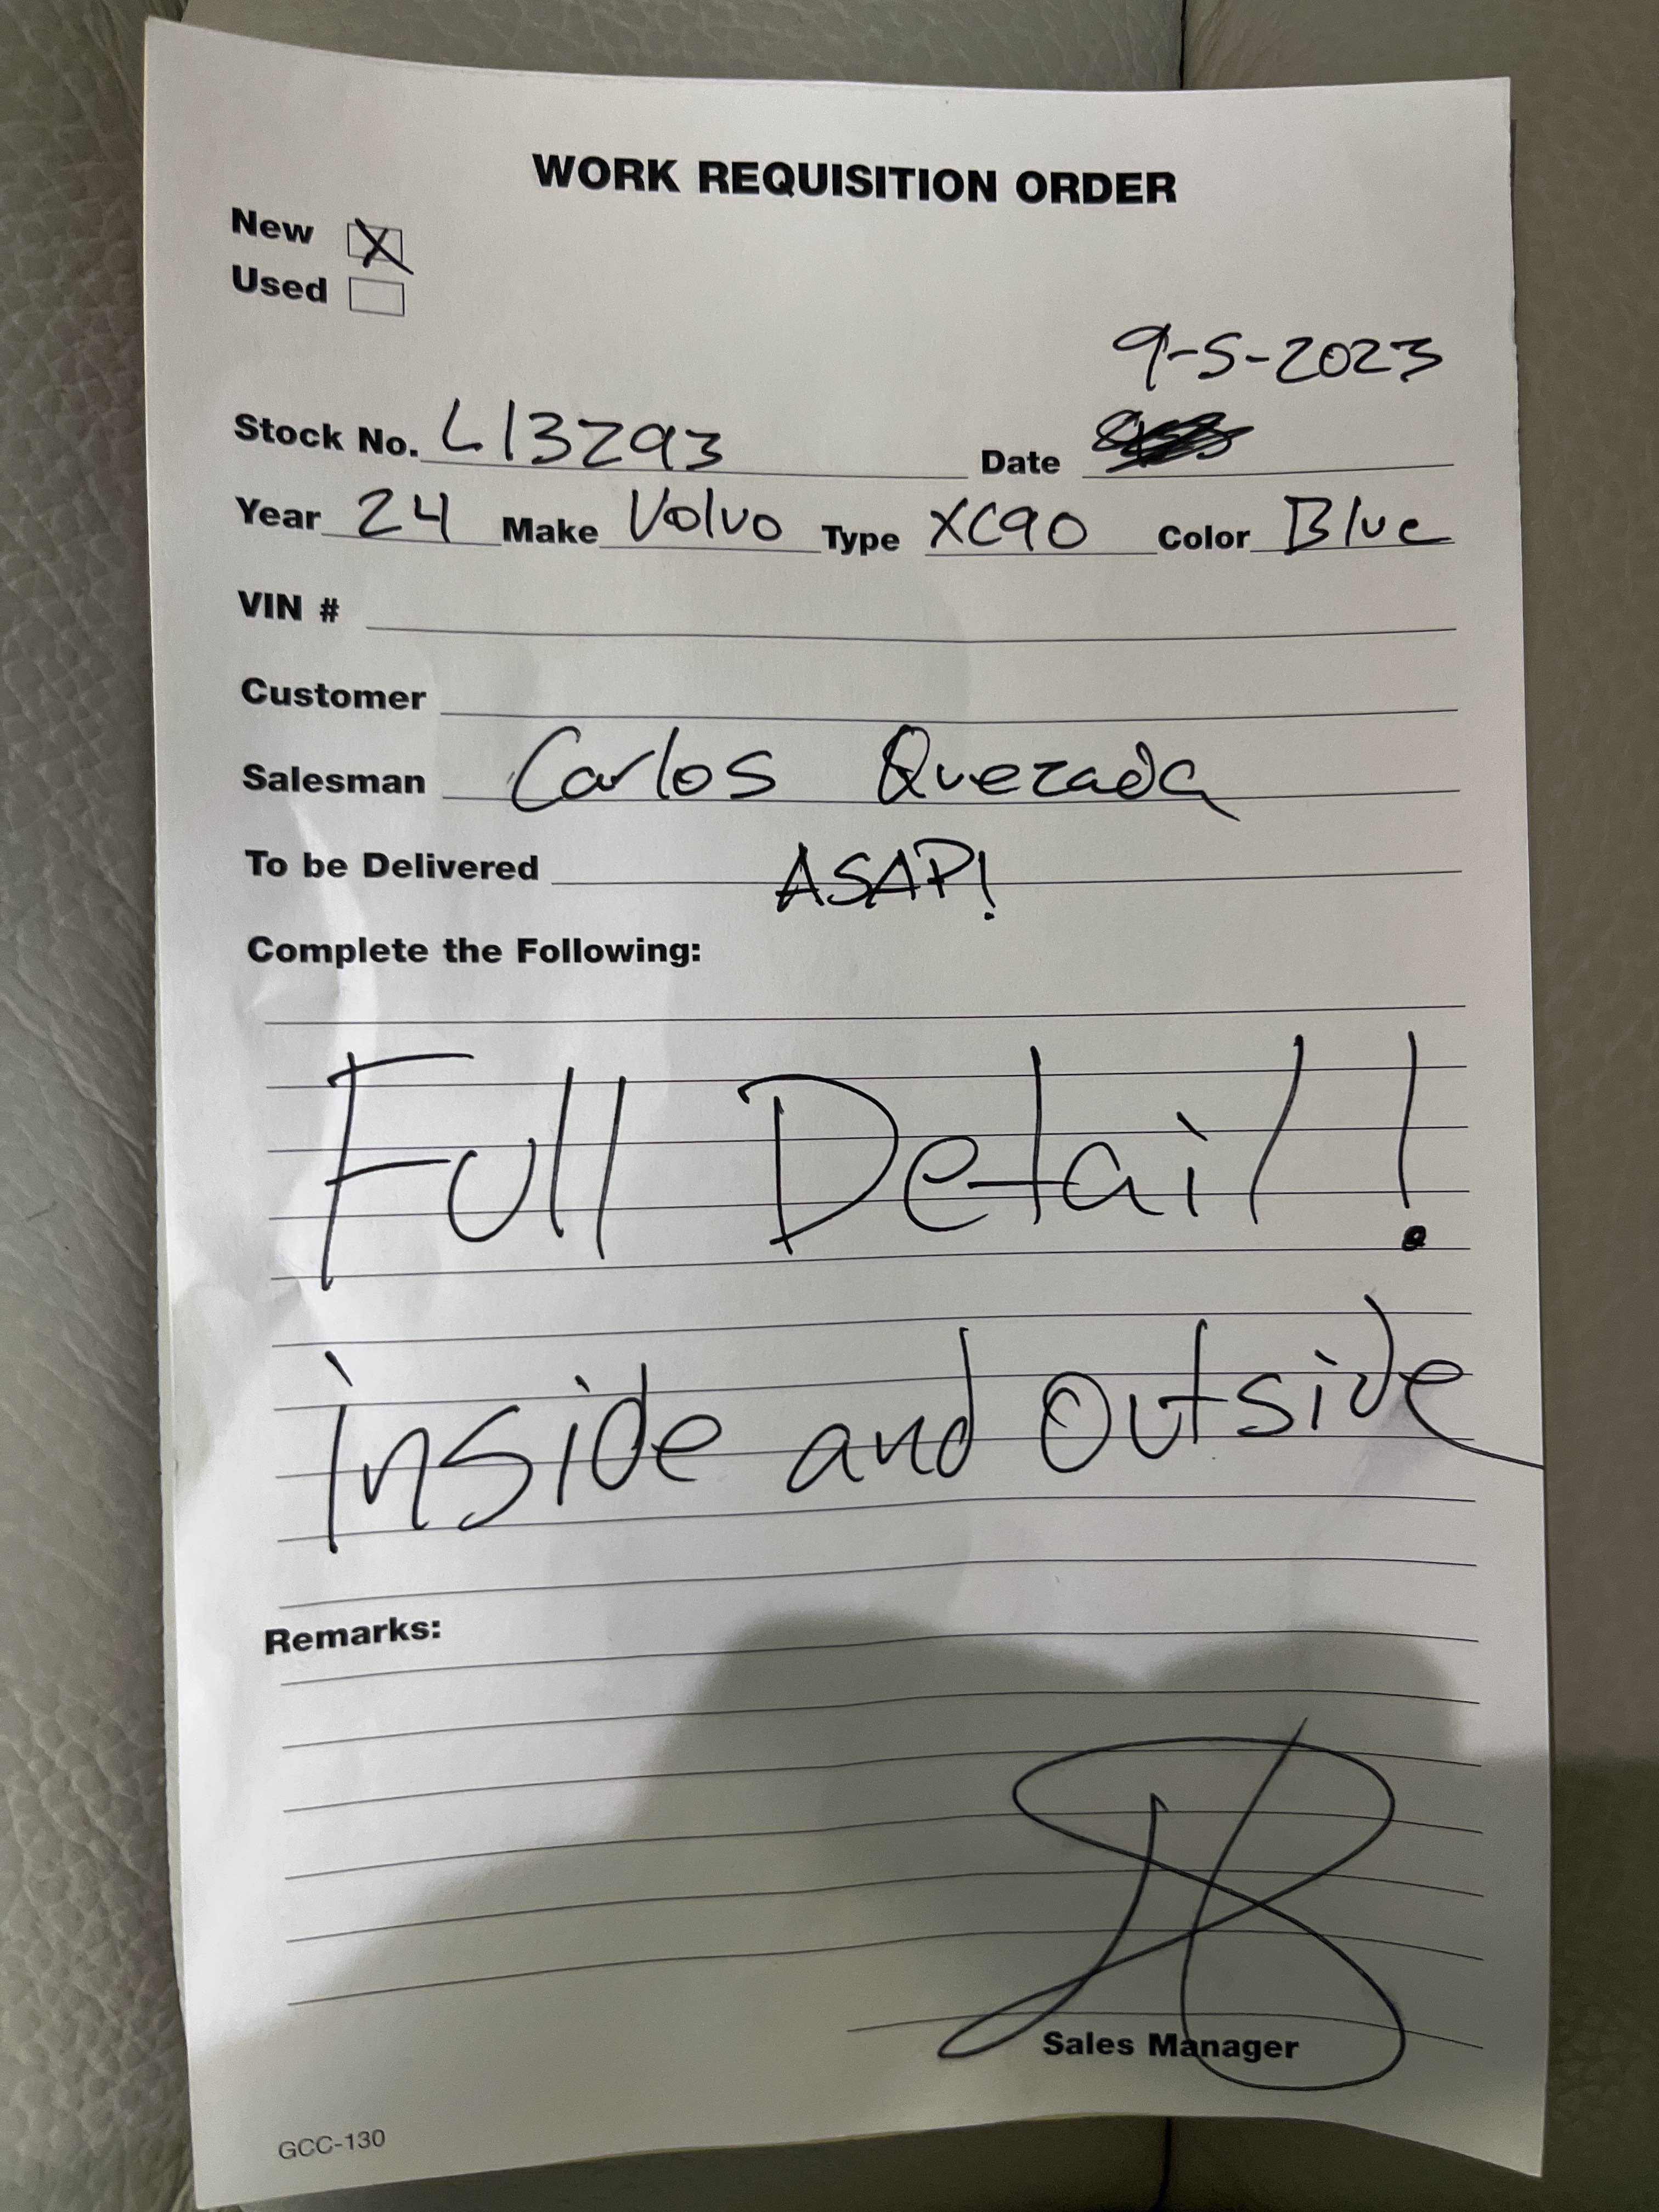 WORK REQUISITION ORDER
New X
Used
9-5-2023
Stock No. L13293 Date
Year 24 Make Volvo Type XC90 Color Blue
VIN #
Customer
Salesman Carlos Quezada
To be Delivered ASAP!
Complete the Following:
Full Detail!
inside and outside
Remarks:
Sales Manager
GCC-130